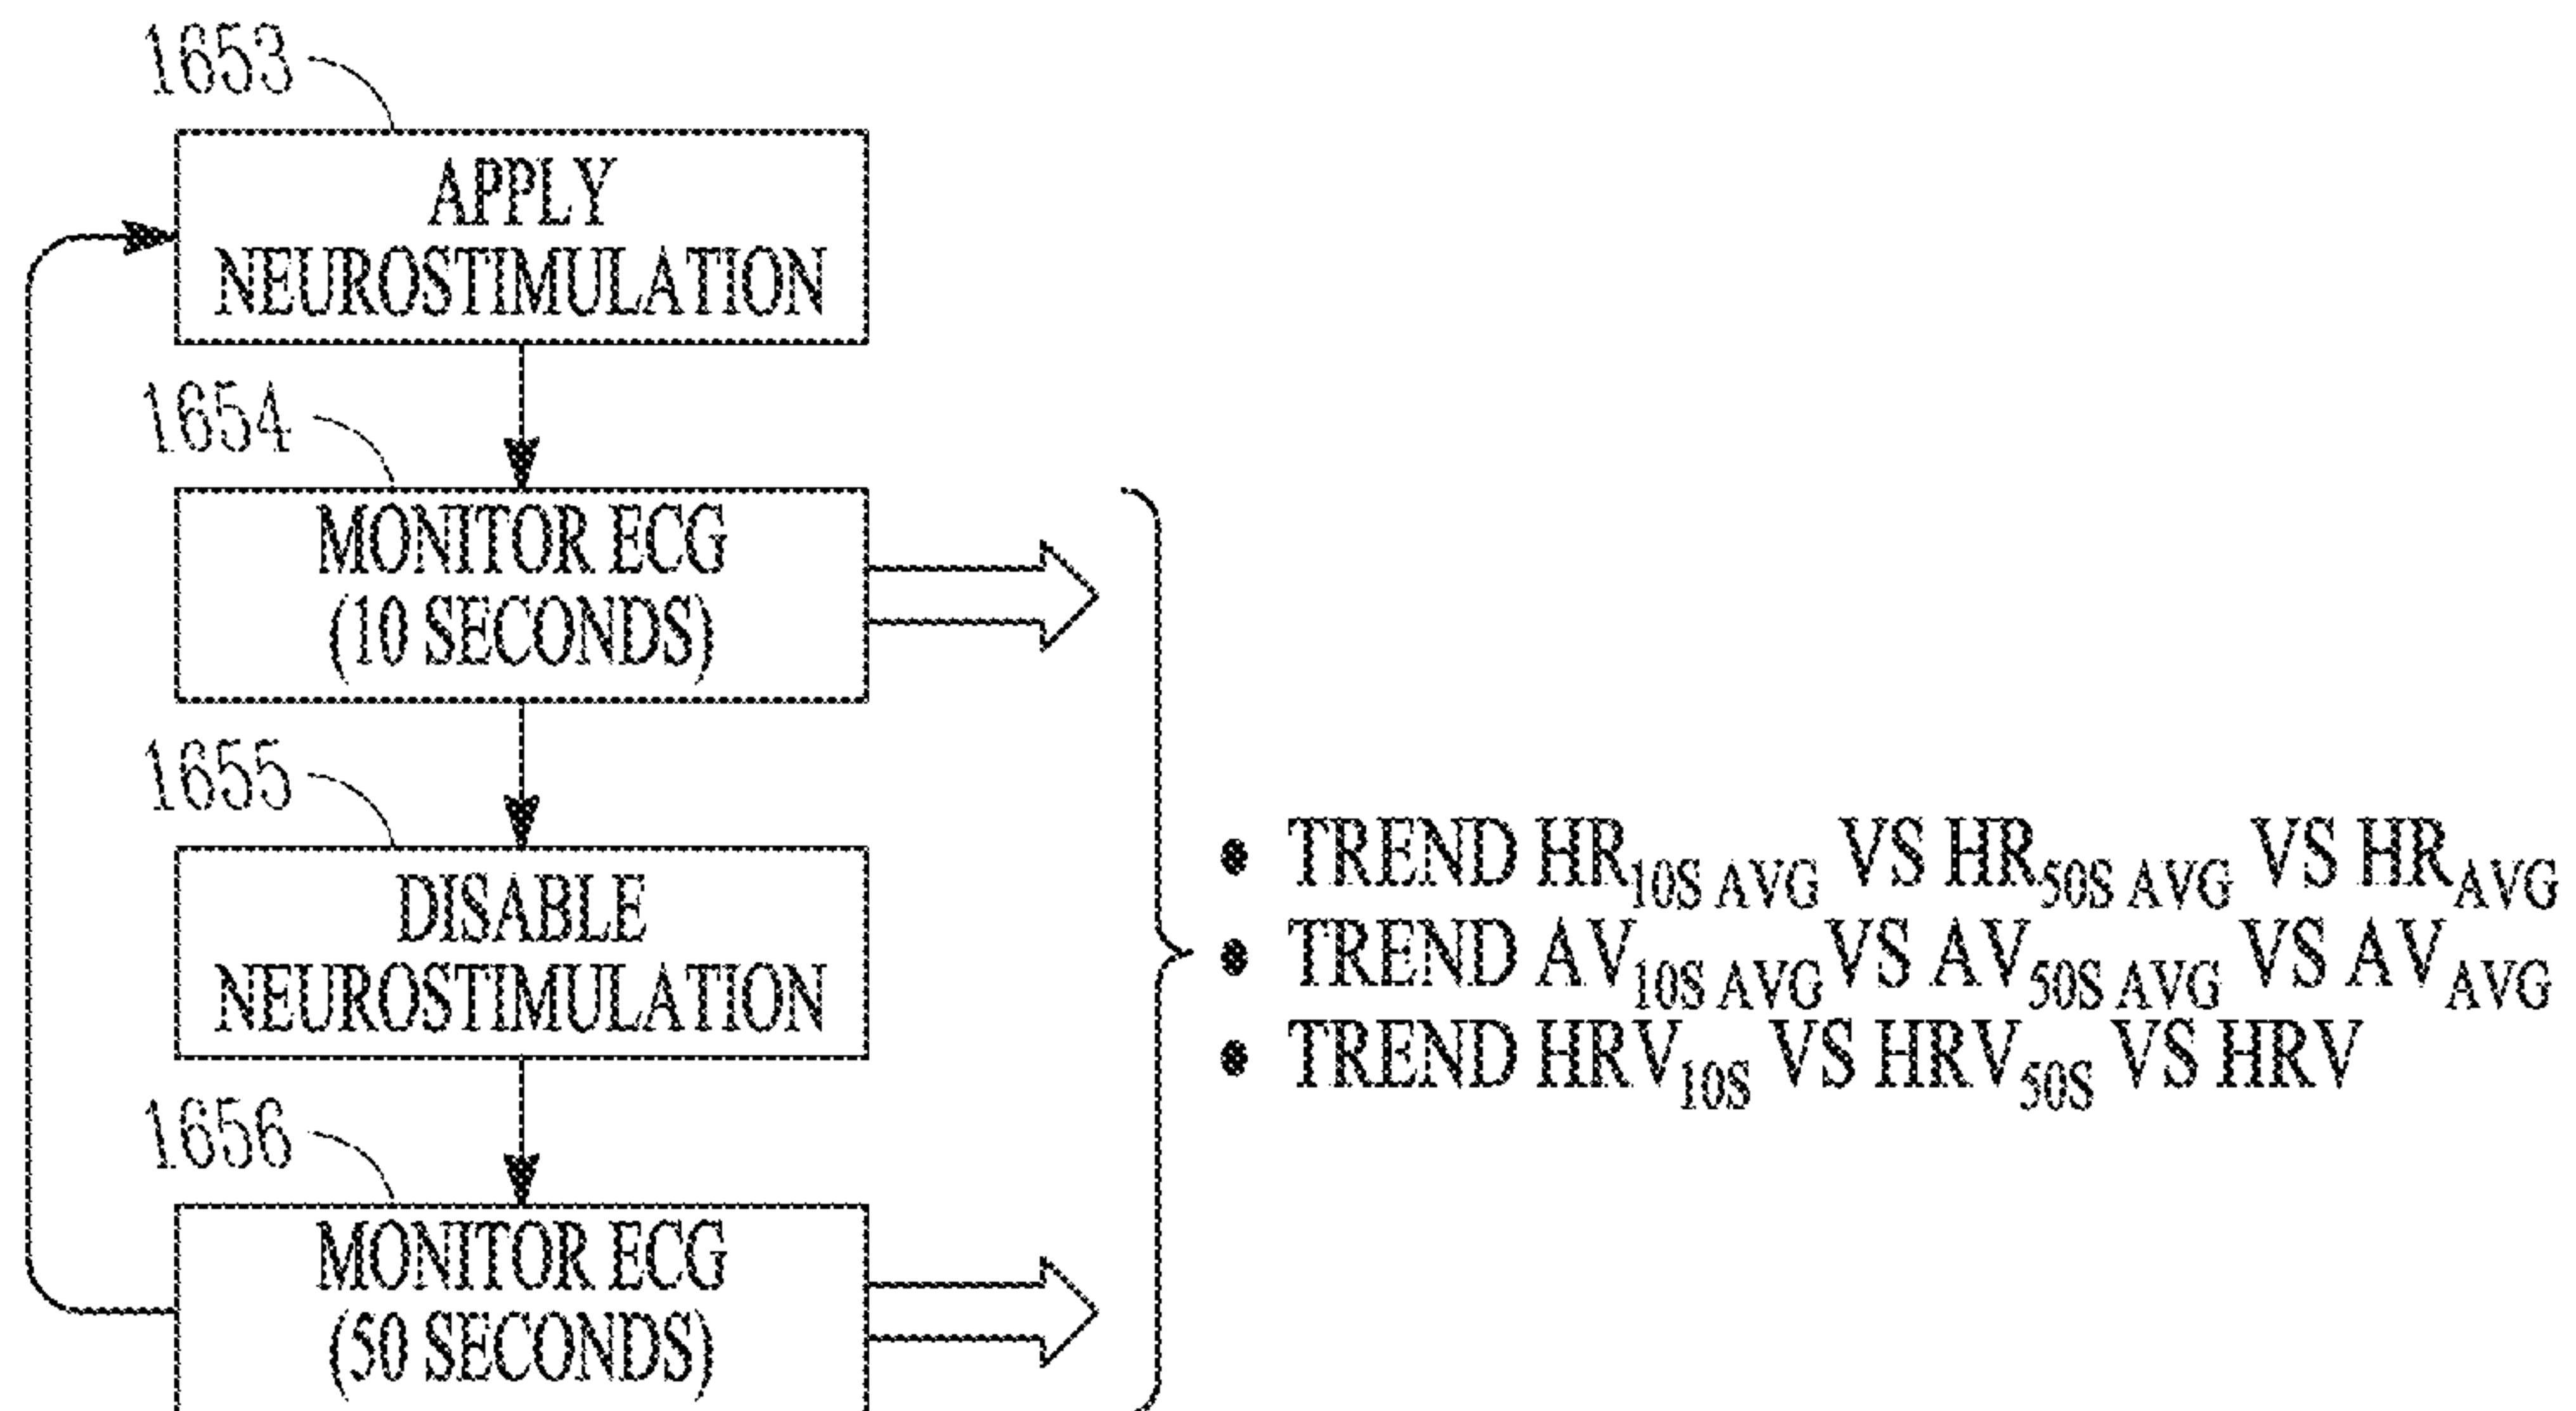 1653
APPLY
NEUROSTIMULATION
1654
MONITOR ECG
(10 SECONDS)
1655
DISABLE
NEUROSTIMULATION
1656
MONITOR ECG
(50 SECONDS)
• TREND HR10S AVG VS HR50S AVG VS HRAVG
• TREND AV10S AVG VS AV50S AVG VS AVAVG
• TREND HRV10S VS HRV50S VS HRV